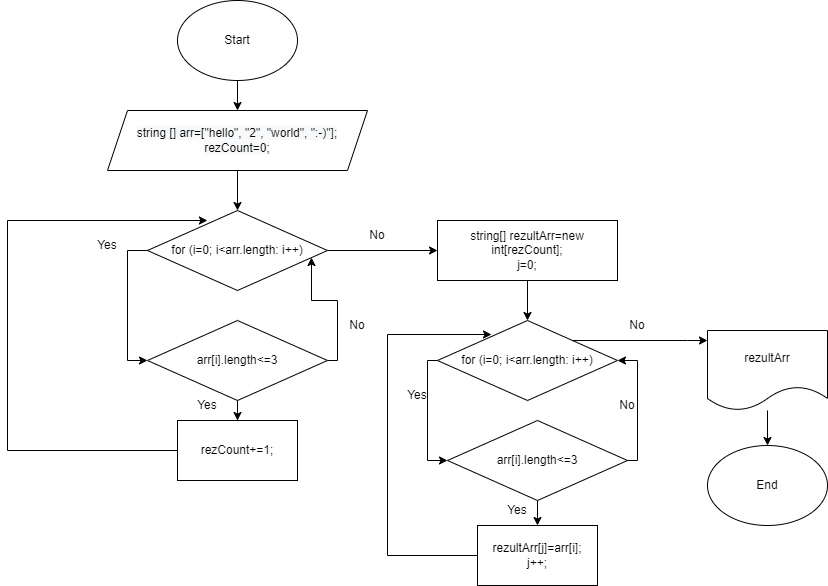 Start
string [] arr=["hello", "2", "world", ":-)"];
rezCount=0;
Yes
for (i=0; i<arr.length: i++)
No
string[] rezultArr=new
int[rezCount];
j=0;
No
arr[i].length<=3
Yes
rezCount+=1;
for (i=0; i<arr.length: i++)
No
rezultArr
Yes
No
arr[i].length<=3
Yes
rezultArr[j]=arr[i];
j++;
End